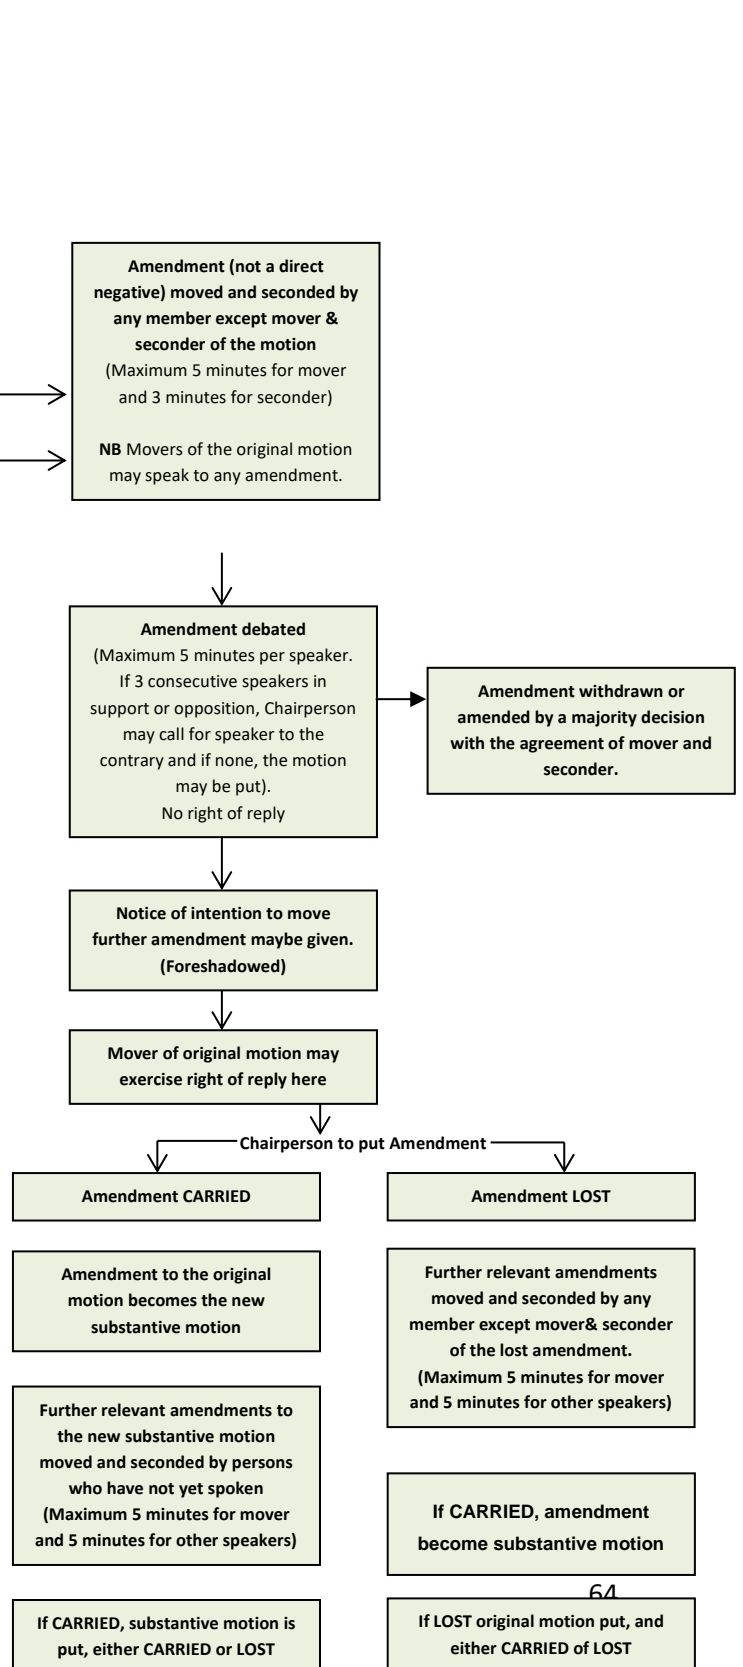 Amendment (not a direct
negative) moved and seconded by
any member except mover &
seconder of the motion
(Maximum 5 minutes for mover
and 3 minutes for seconder)
NB Movers of the original motion
may speak to any amendment.
Amendment debated
(Maximum 5 minutes per speaker.
If 3 consecutive speakers in
support or opposition, Chairperson
may call for speaker to the
contrary and if none, the motion
may be put).
No right of reply
Amendment withdrawn or
amended by a majority decision
with the agreement of mover and
seconder.
Notice of intention to move
further amendment maybe given.
(Foreshadowed)
Mover of original motion may
exercise right of reply here
Chairperson to put Amendment
Amendment CARRIED
Amendment to the original
motion becomes the new
substantive motion
Further relevant amendments to
the new substantive motion
moved and seconded by persons
who have not yet spoken
(Maximum 5 minutes for mover
and 5 minutes for other speakers)
If CARRIED, substantive motion is
put, either CARRIED or LOST
Amendment LOST
Further relevant amendments
moved and seconded by any
member except mover& seconder
of the lost amendment.
(Maximum 5 minutes for mover
and 5 minutes for other speakers)
If CARRIED, amendment
become substantive motion
64
If LOST original motion put, and
either CARRIED of LOST